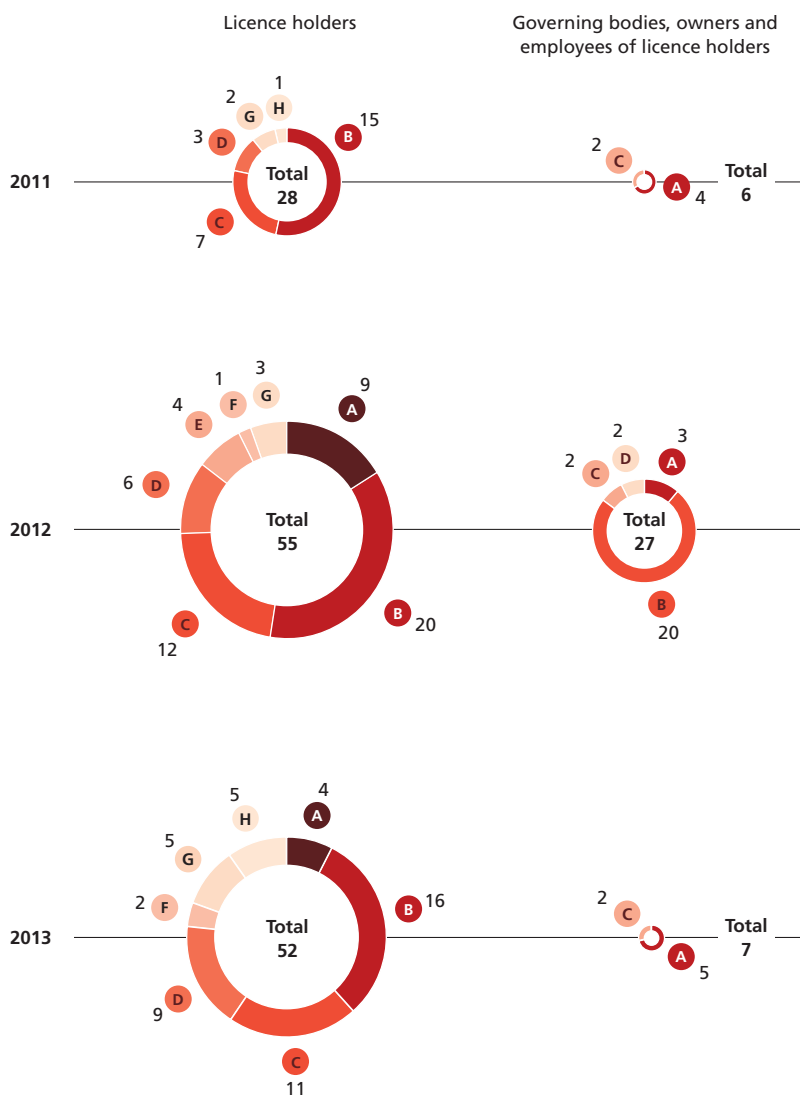 Licence holders
Governing bodies, owners and
employees of licence holders
2011
1
H
2
G
3
D
15
B
7
C
Total
28
2
C
A
4
Total
6
2012
9
A
3
G
1
F
4
E
6
D
12
C
B
20
Total
55
2
C
2
D
3
A
B
20
Total
27
2013
5
H
4
A
5
G
2
F
B
16
9
D
C
11
Total
52
2
C
A
5
Total
7